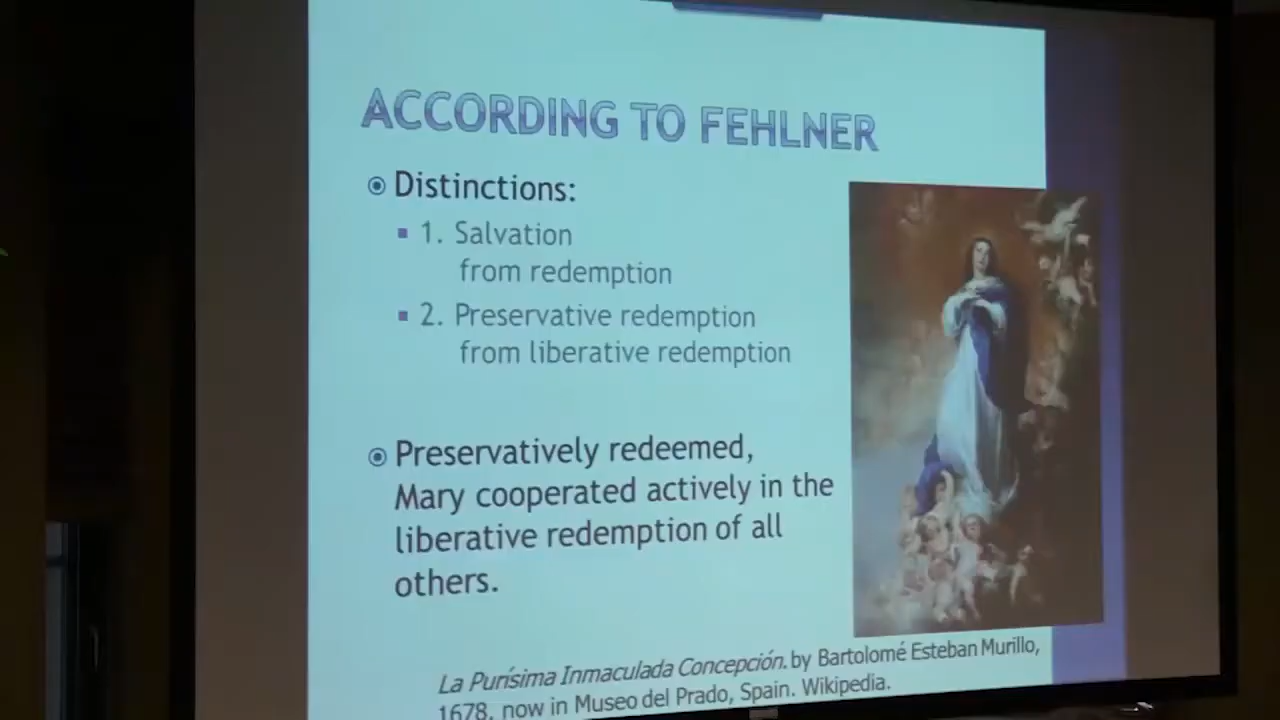 ACCORDING TO FEHLNER
Distinctions:
1. Salvation
from redemption
2. Preservative redemption
from liberative redemption
Preservatively redeemed,
Mary cooperated actively in the
liberative redemption of all
others.
La Purísima Inmaculada Concepción. by Bartolomé Esteban Murillo,
1678, now in Museo del Prado, Spain. Wikipedia.